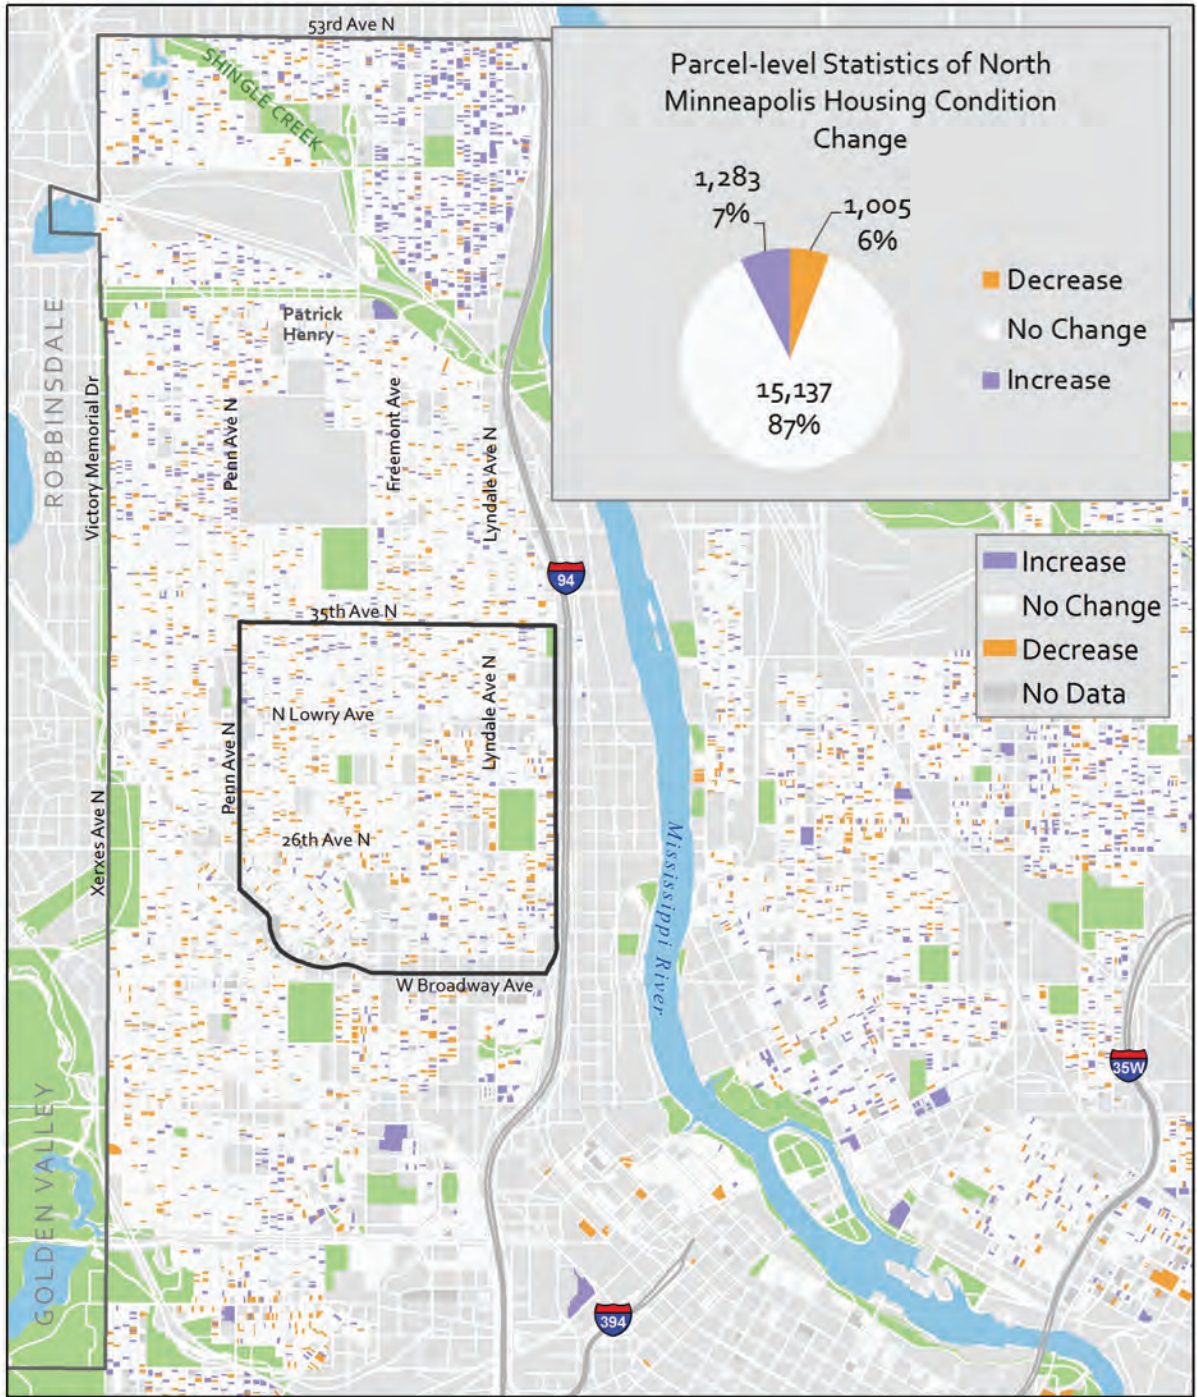 53rd Ave N
SHINGLE CREEK
Parcel-level Statistics of North
Minneapolis Housing Condition
Change
1,283
7%
1,005
6%
15,137
87%
Decrease
No Change
Increase
Patrick
Henry
ROBBINSDALE
Victory Memorial Dr
Penn Ave N
Freemont Ave
Lyndale Ave N
94
Increase
No Change
Decrease
No Data
35th Ave N
N Lowry Ave
Lyndale Ave N
Penn Ave N
Xerxes Ave N
26th Ave N
Mississippi River
W Broadway Ave
35W
GOLDEN VALLEY
394